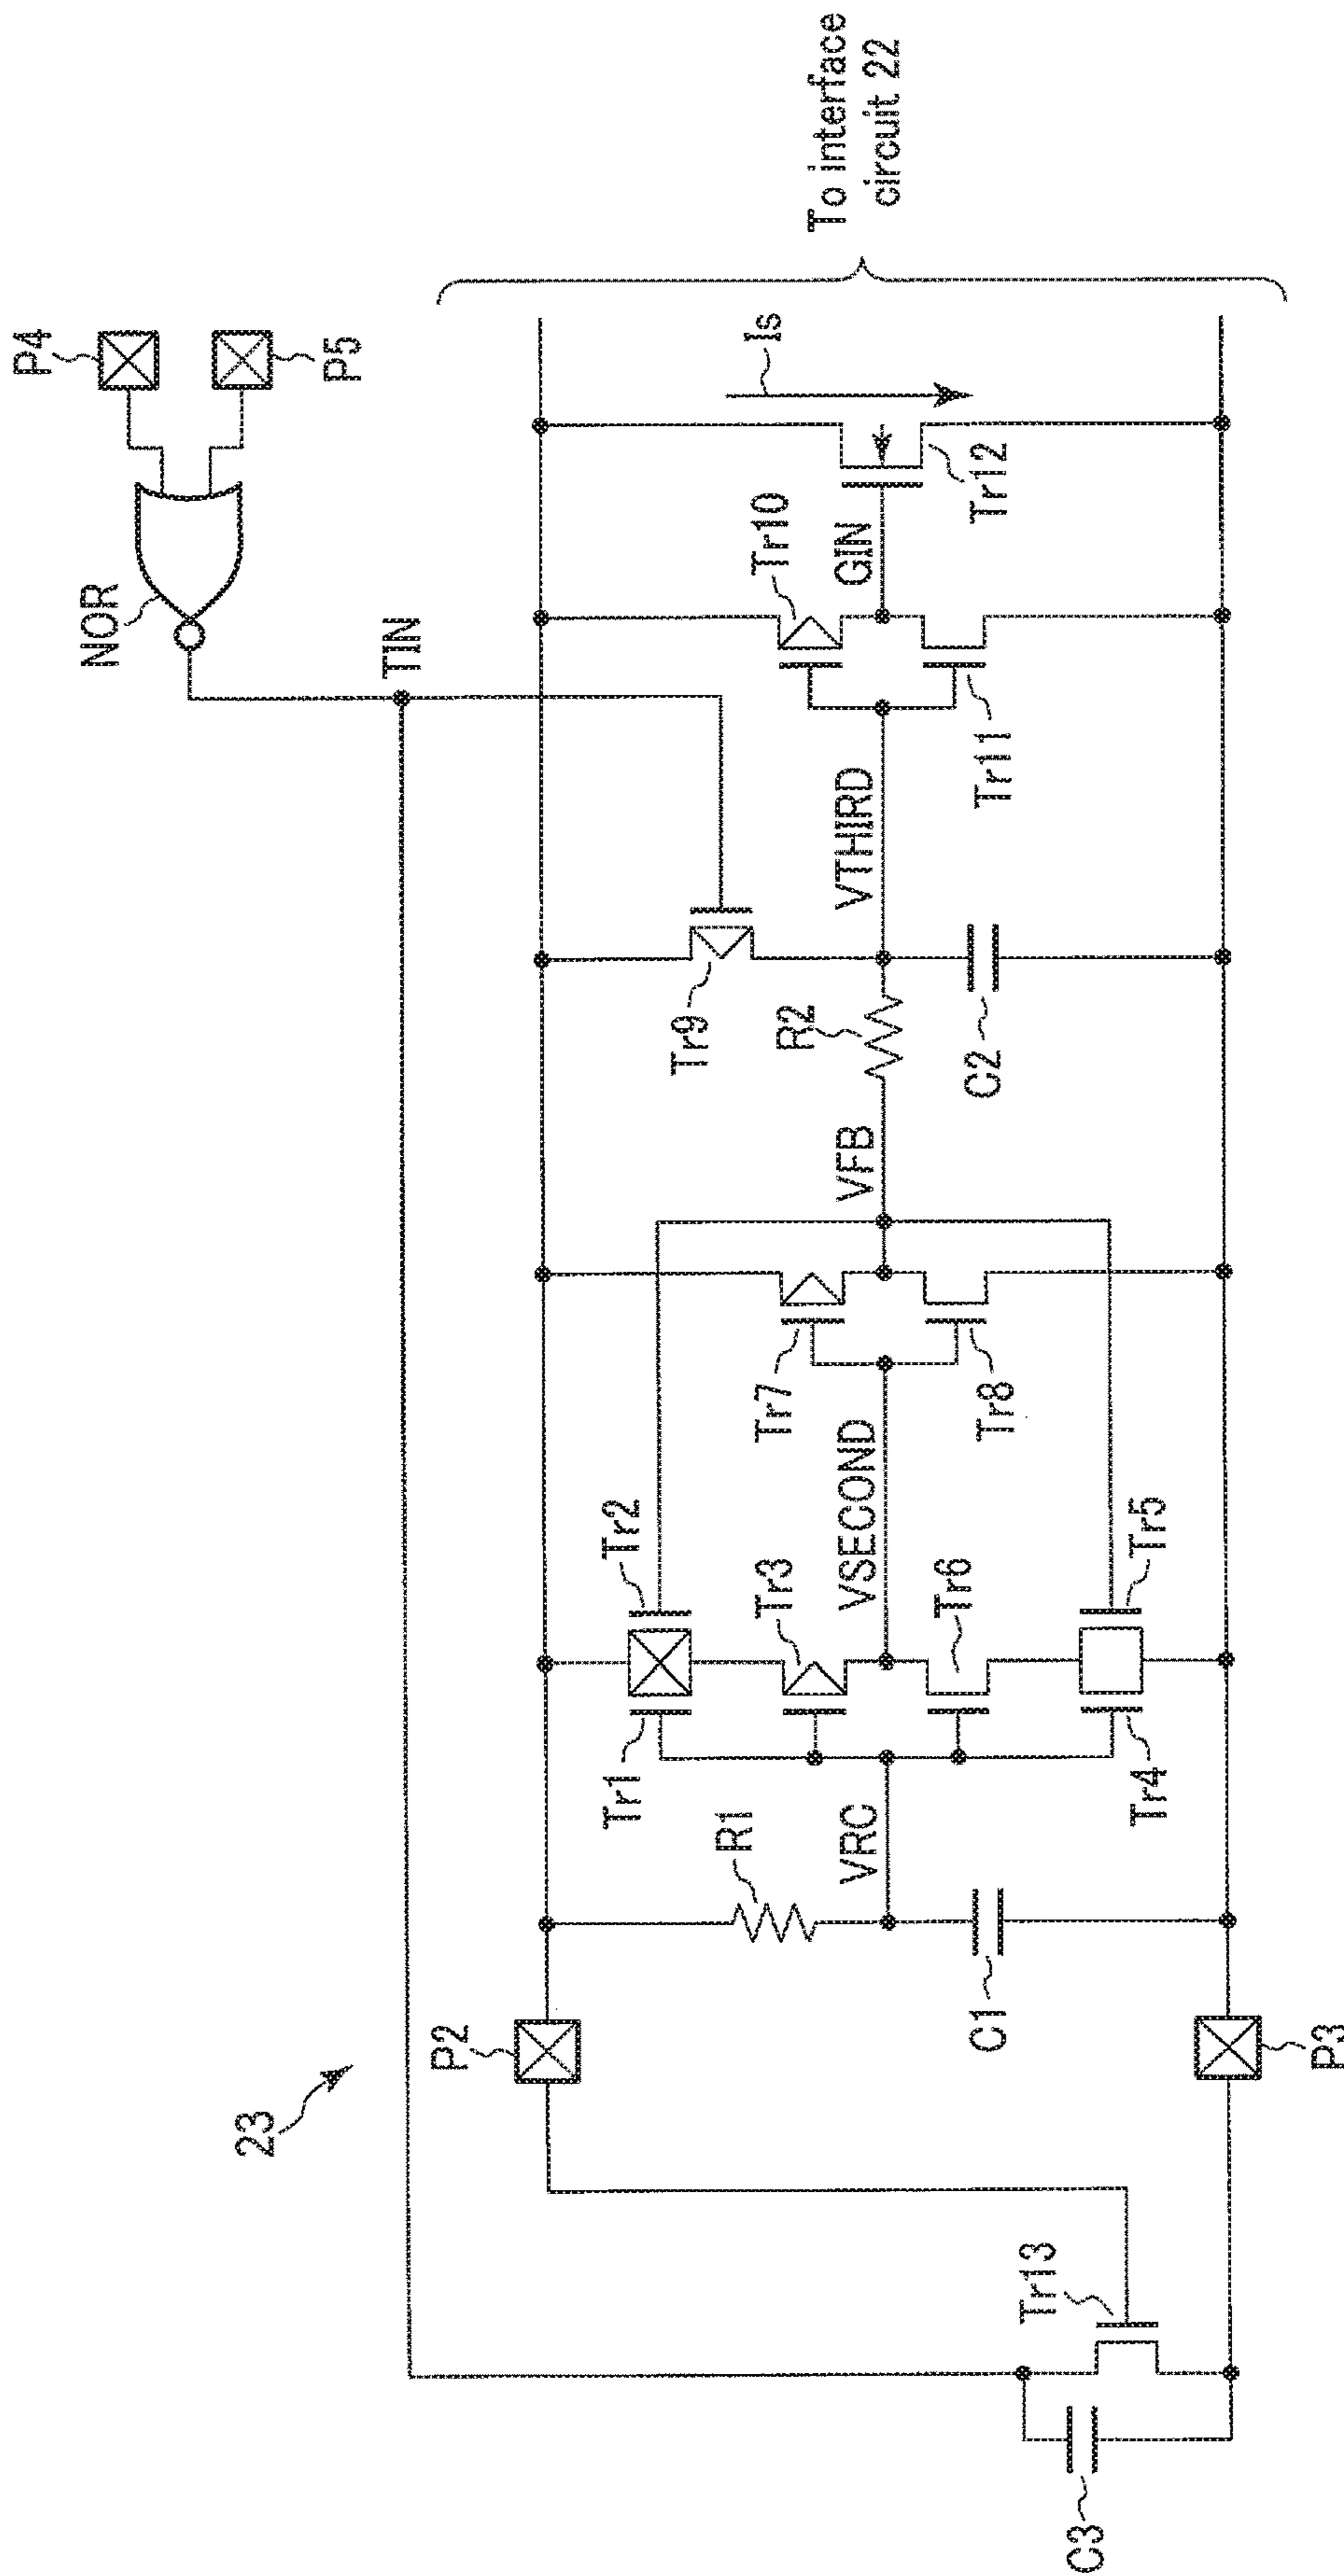 23
P4
P5
NOR
TIN
To interface
circuit 22
P2
P3
R1
VRC
C1
Tr1
Tr2
Tr3
Tr4
Tr5
Tr6
VSECOND
Tr7
Tr8
VFB
R2
Tr9
C2
VTHIRD
Tr10
Tr11
GIN
Tr12
Is
Tr13
C3